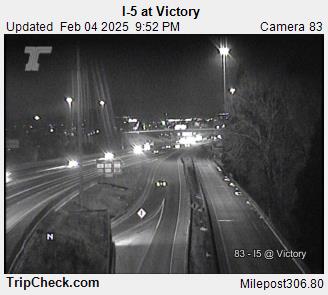 I-5 at Victory
Updated Feb 04 2025 9:52 PM Camera 83
T
N
83 - I5 @ Victory
TripCheck.com Milepost306.80